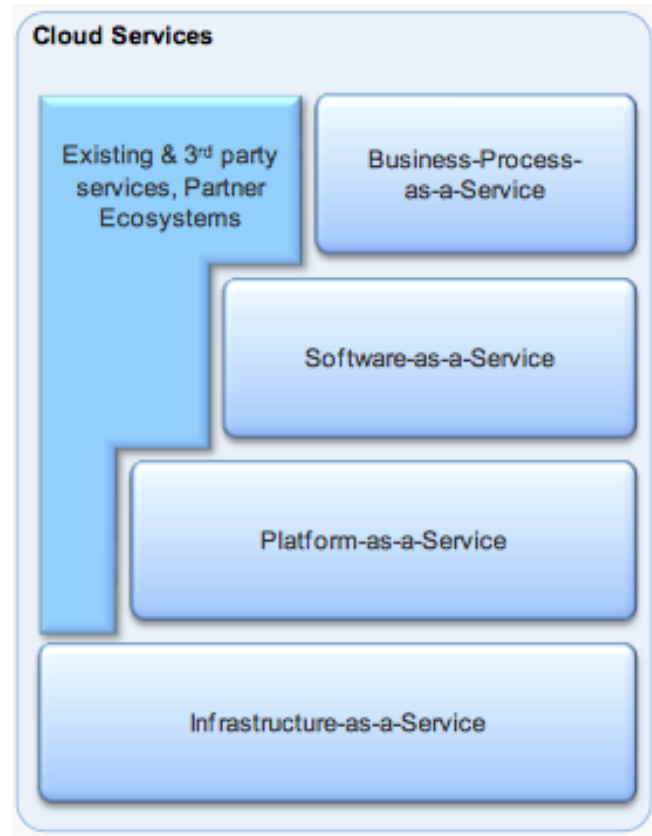 Cloud Services
Existing & 3rd party
services, Partner
Ecosystems
Business-Process-
as-a-Service
Software-as-a-Service
Platform-as-a-Service
Infrastructure-as-a-Service